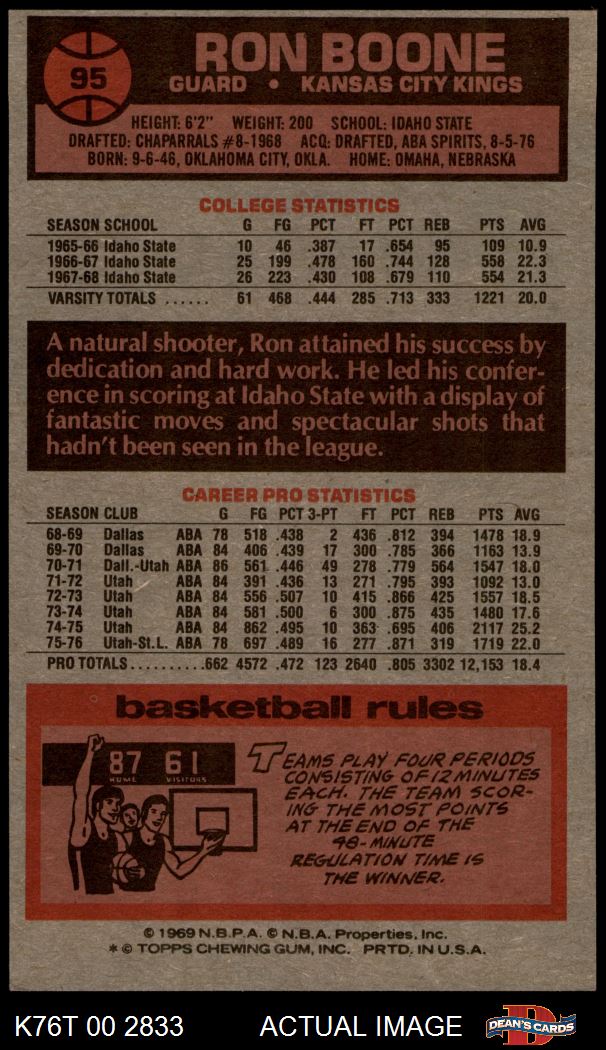 95
RON BOONE
GUARD • KANSAS CITY KINGS
HEIGHT: 6'2" WEIGHT: 200 SCHOOL: IDAHO STATE
DRAFTED: CHAPARRALS #8-1968 ACQ: DRAFTED, ABA SPIRITS, 8-5-76
BORN: 9-6-46, OKLAHOMA CITY, OKLA. HOME: OMAHA, NEBRASKA
COLLEGE STATISTICS
SEASON SCHOOL G FG PCT FT PCT REB PTS AVG
1965-66 Idaho State 10 46 .387 17 .654 95 109 10.9
1966-67 Idaho State 25 199 .478 160 .744 128 558 22.3
1967-68 Idaho State 26 223 .430 108 .679 110 554 21.3
VARSITY TOTALS ...... 61 468 .444 285 .713 333 1221 20.0
A natural shooter, Ron attained his success by
dedication and hard work. He led his confer-
ence in scoring at Idaho State with a display of
fantastic moves and spectacular shots that
hadn't been seen in the league.
CAREER PRO STATISTICS
SEASON CLUB G FG PCT 3-PT FT PCT REB PTS AVG
68-69 Dallas ABA 78 518 .438 2 436 .812 394 1478 18.9
69-70 Dallas ABA 84 406 .439 17 300 .785 366 1163 13.9
70-71 Dall.-Utah ABA 86 561 .446 49 278 .779 564 1547 18.0
71-72 Utah ABA 84 391 .436 13 271 .795 393 1092 13.0
72-73 Utah ABA 84 556 .507 10 415 .866 425 1557 18.5
73-74 Utah ABA 84 581 .500 6 300 .875 435 1480 17.6
74-75 Utah ABA 84 862 .495 10 363 .695 406 2117 25.2
75-76 Utah-St.L. ABA 78 697 .489 16 277 .871 319 1719 22.0
PRO TOTALS..........662 4572 .472 123 2640 .805 3302 12,153 18.4
basketball rules
87 61
HOME VISITORS
TEAMS PLAY FOUR PERIODS
CONSISTING OF 12 MINUTES
EACH. THE TEAM SCOR-
ING THE MOST POINTS
AT THE END OF THE
48-MINUTE
REGULATION TIME IS
THE WINNER.
© 1969 N.B.P.A. © N.B.A. Properties, Inc.
* © TOPPS CHEWING GUM, INC. PRTD. IN U.S.A.
K76T 00 2833 ACTUAL IMAGE
D
DEAN'S CARDS